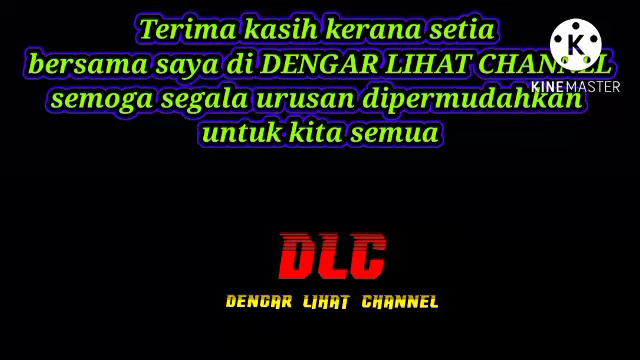 Terima kasih kerana setia
bersama saya di DENGAR LIHAT CHANNEL
semoga segala urusan dipermudahkan
untuk kita semua
K
KINEMASTER
DLC
DENGAR LIHAT CHANNEL